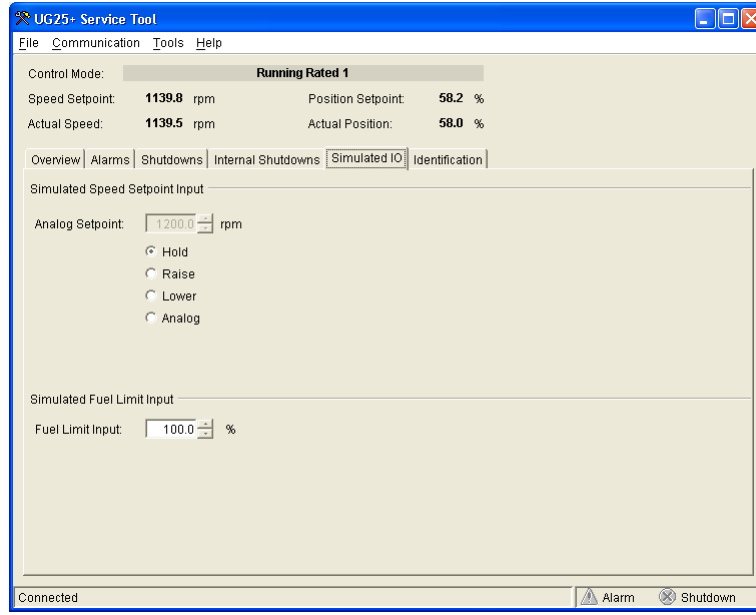 UG25+ Service Tool
File Communication Tools Help
Control Mode: Running Rated 1
Speed Setpoint: 1139.8 rpm Position Setpoint: 58.2 %
Actual Speed: 1139.5 rpm Actual Position: 58.0 %
Overview Alarms Shutdowns Internal Shutdowns Simulated IO Identification
Simulated Speed Setpoint Input
Analog Setpoint: 1200.0 rpm
Hold
Raise
Lower
Analog
Simulated Fuel Limit Input
Fuel Limit Input: 100.0 %
Connected Alarm Shutdown